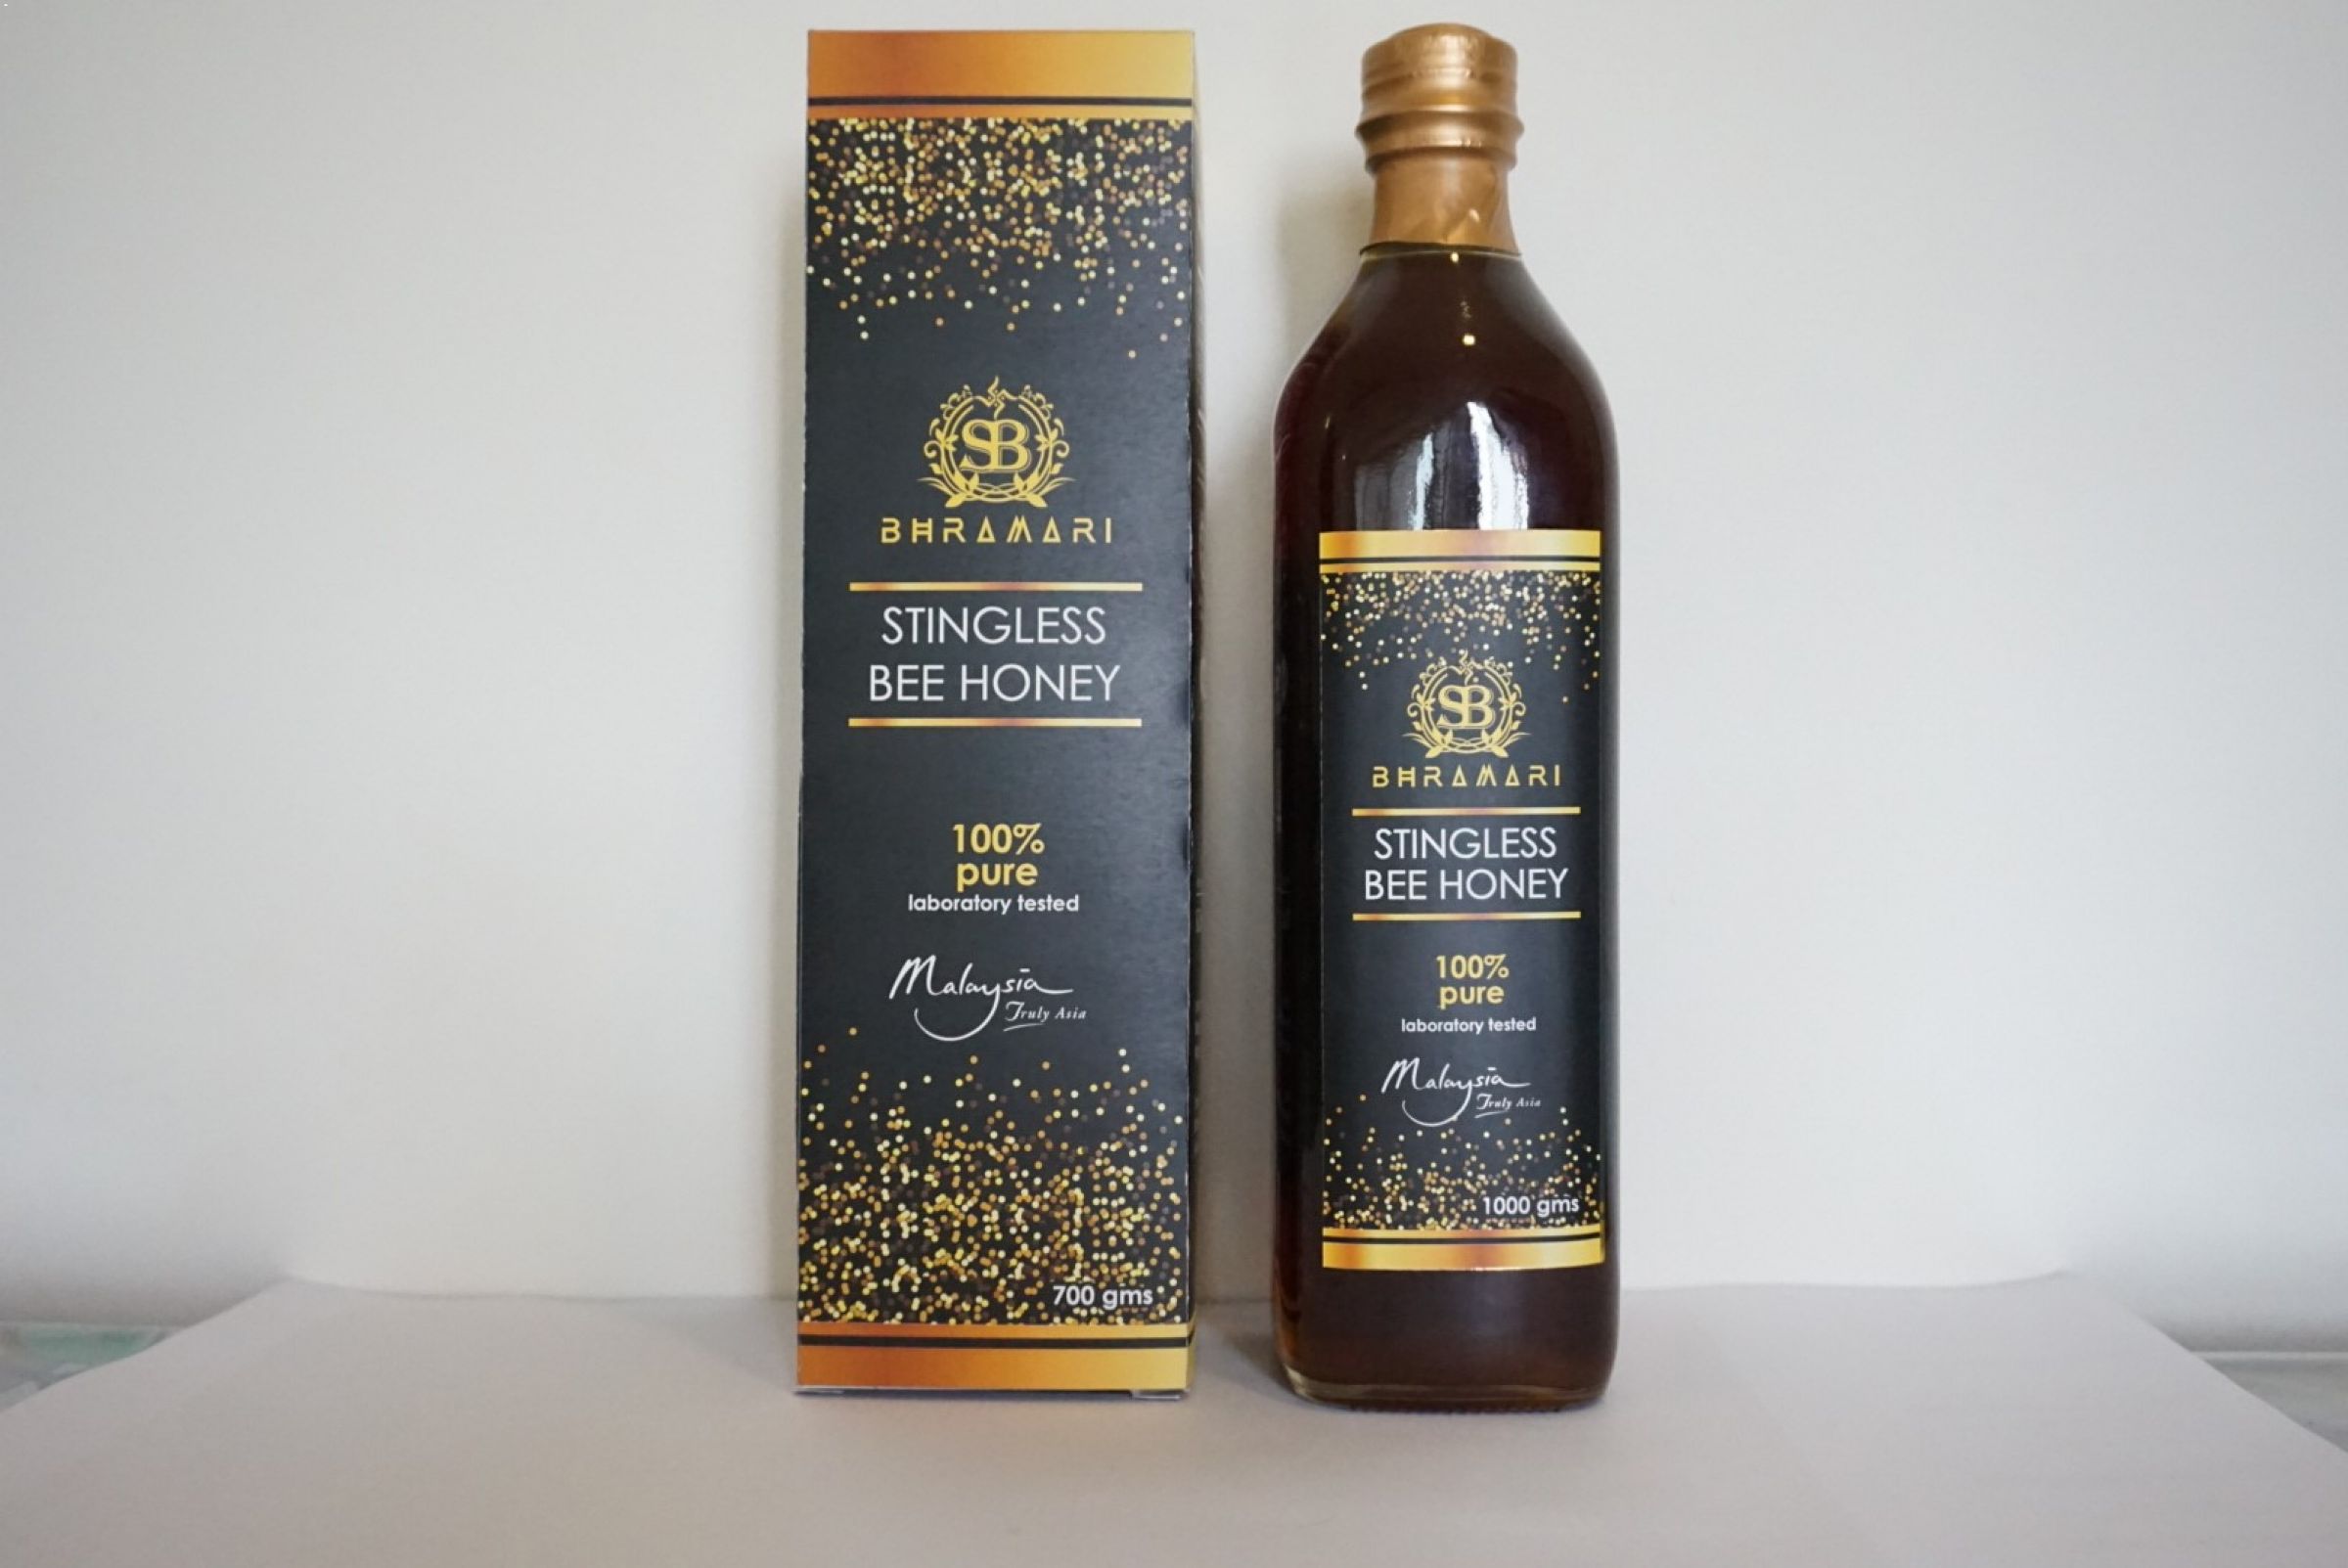 SB
BHRAMARI
STINGLESS
BEE HONEY
100%
pure
laboratory tested
Malaysia
Truly Asia
700 gms
SB
BHRAMARI
STINGLESS
BEE HONEY
100%
pure
laboratory tested
Malaysia
Truly Asia
1000 gms